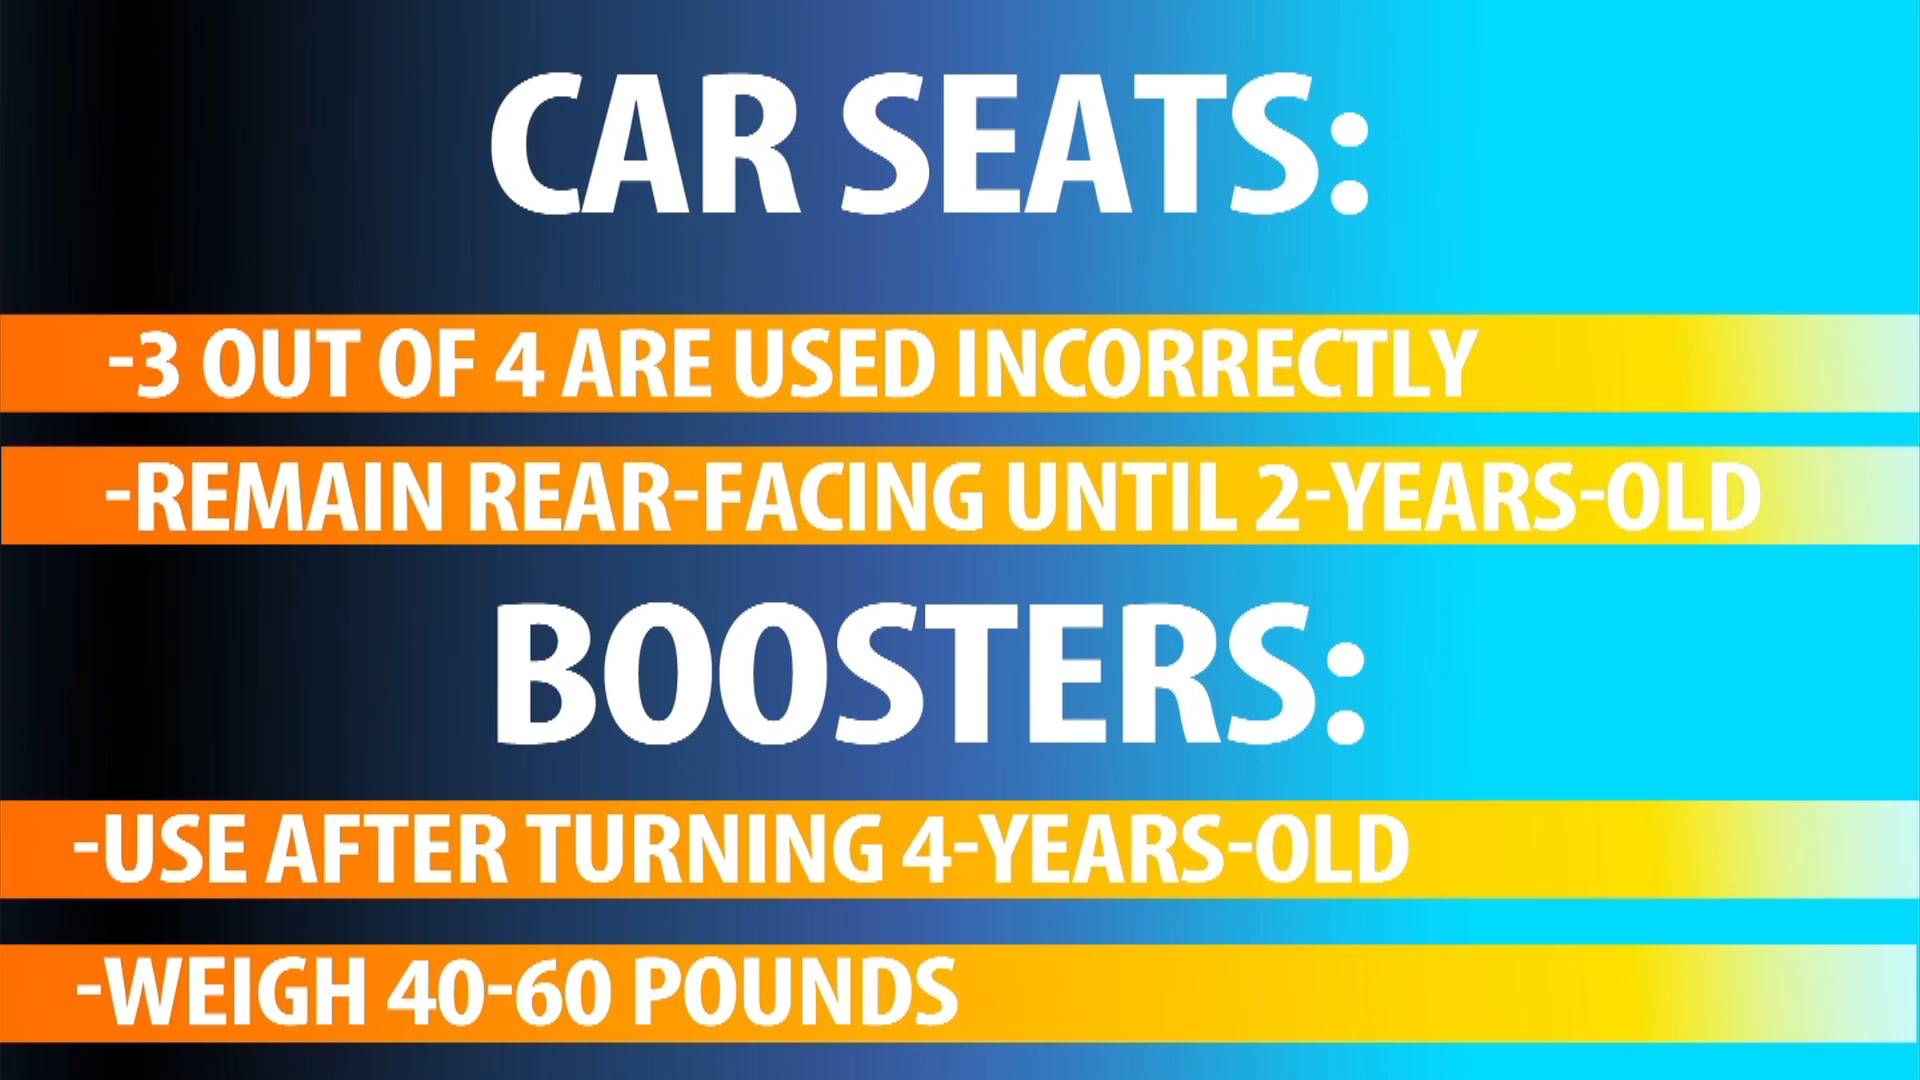 CAR SEATS:
-3 OUT OF 4 ARE USED INCORRECTLY
-REMAIN REAR-FACING UNTIL 2-YEARS-OLD
BOOSTERS:
-USE AFTER TURNING 4-YEARS-OLD
-WEIGH 40-60 POUNDS